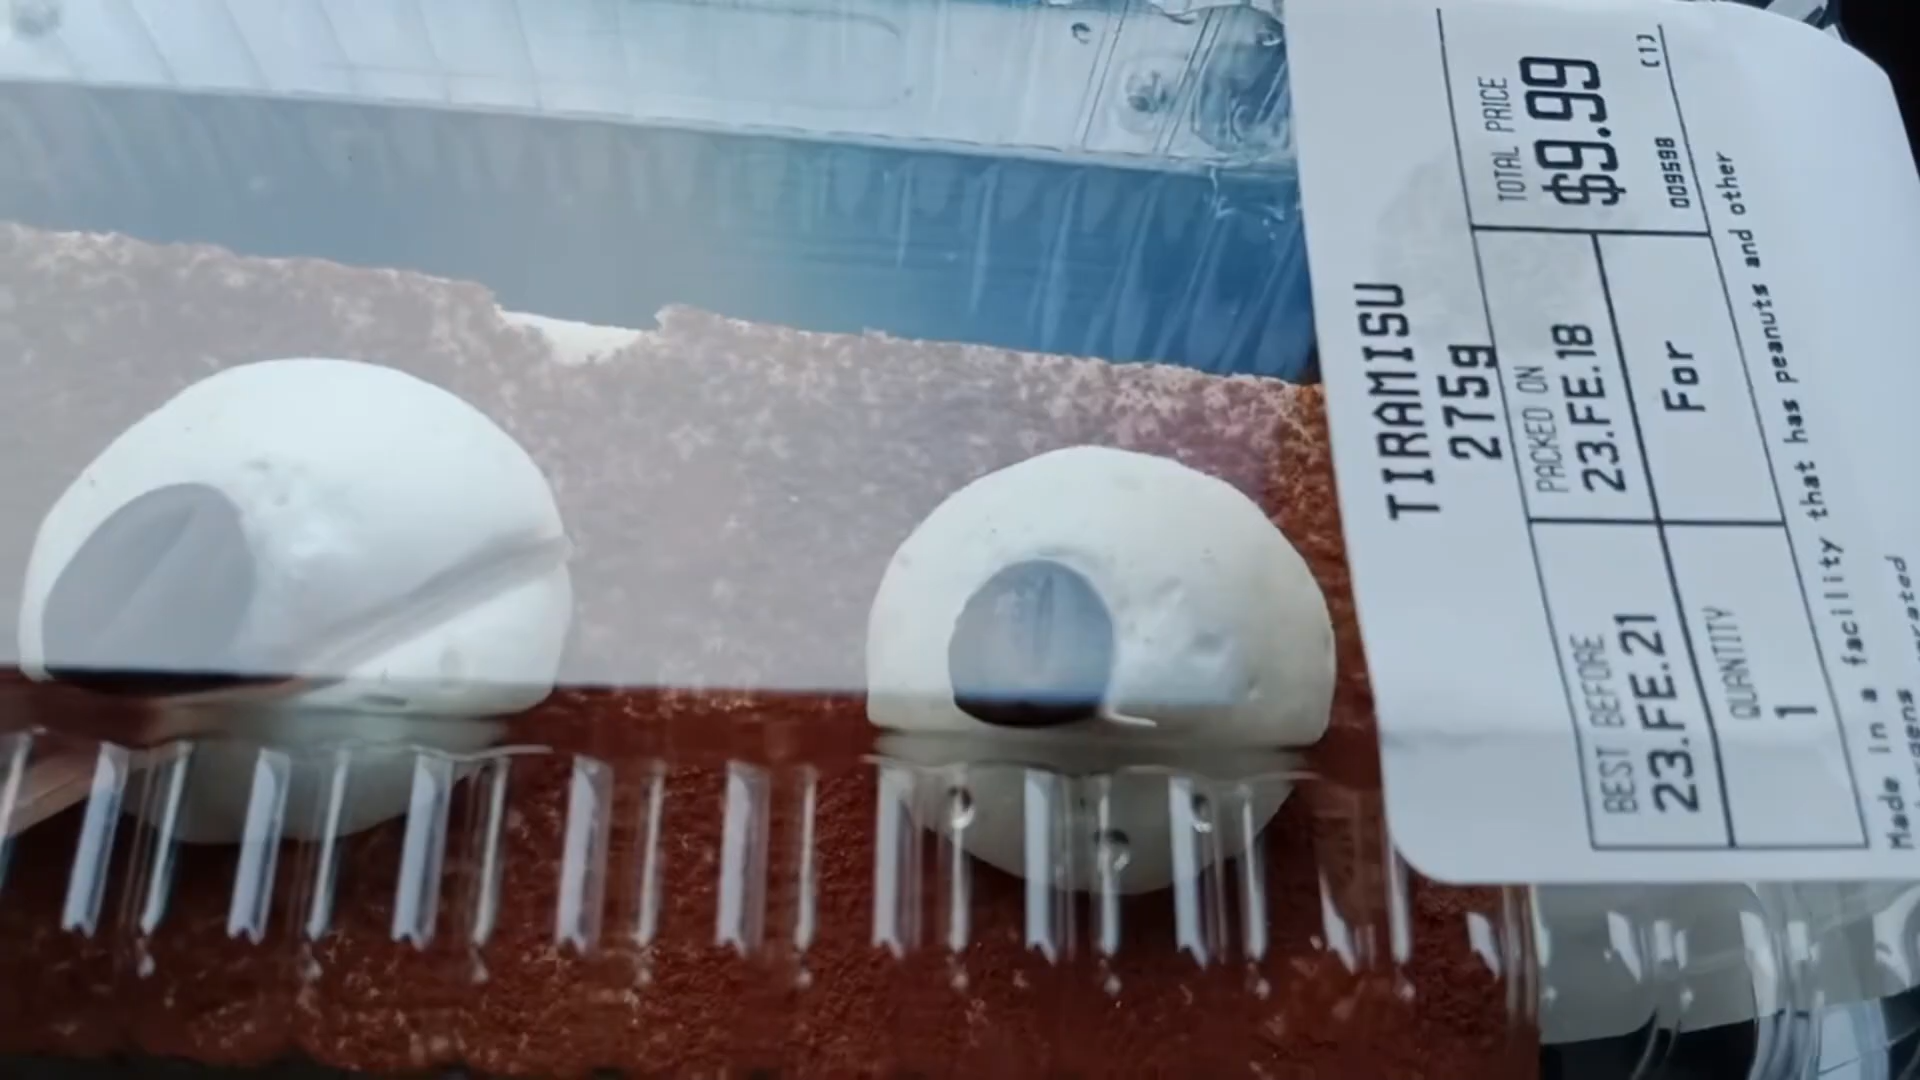 TIRAMISU
275g
PACKED ON
23.FE.18
TOTAL PRICE
$9.99
BEST BEFORE
23.FE.21
For
009598
(1)
QUANTITY
1
Made in a facility that has peanuts and other